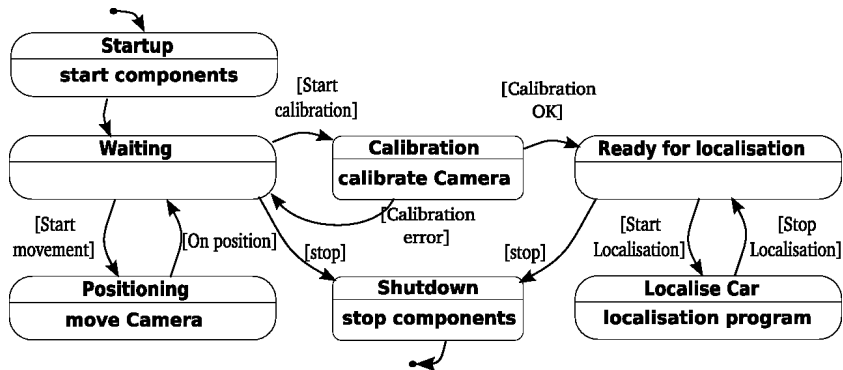 Startup
start components
[Start
calibration]
[Calibration
OK]
Waiting
Calibration
calibrate Camera
Ready for localisation
[Start
movement]
[On position]
[Calibration
error]
[stop]
[stop]
[Start
Localisation]
[Stop
Localisation]
Positioning
move Camera
Shutdown
stop components
Localise Car
localisation program